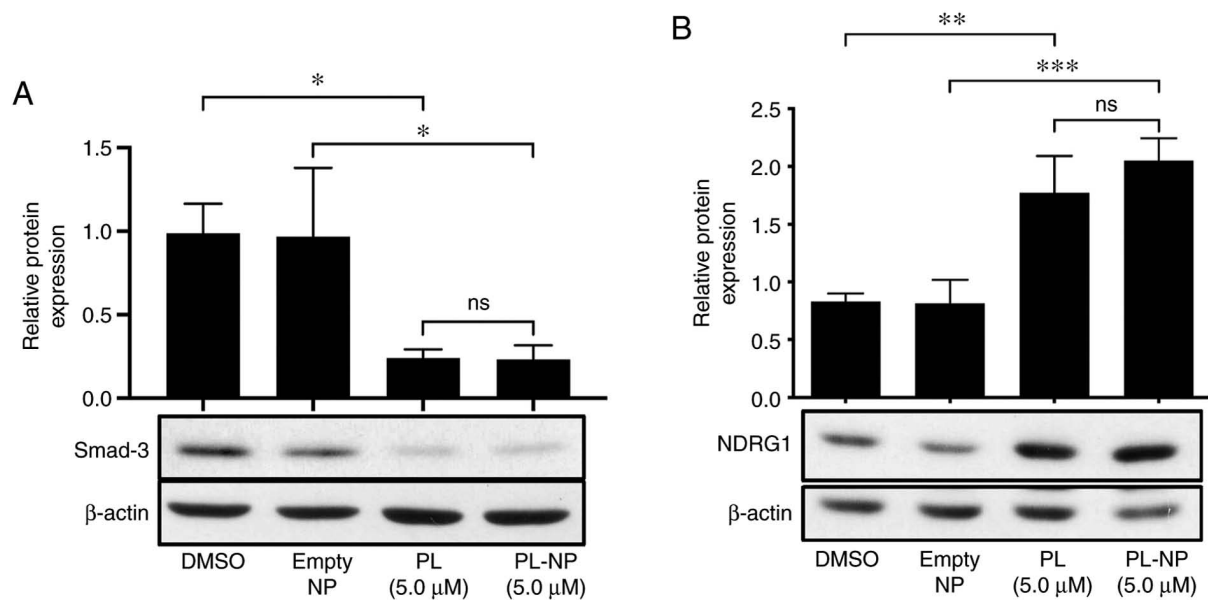 A
*
*
1.5
1.0
0.5
0.0
Relative protein
expression
ns
Smad-3
β-actin
DMSO
Empty
NP
PL
(5.0 μM)
PL-NP
(5.0 μM)
B
**
***
ns
2.5
2.0
1.5
1.0
0.5
0.0
Relative protein
expression
NDRG1
β-actin
DMSO
Empty
NP
PL
(5.0 μM)
PL-NP
(5.0 μM)